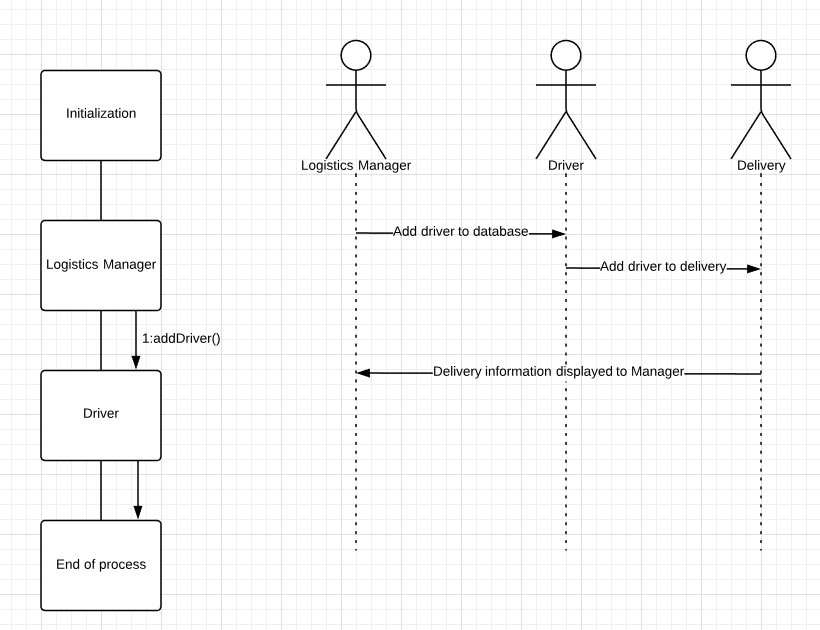 Initialization
Logistics Manager
1:addDriver()
Driver
End of process
Logistics Manager
Driver
Delivery
Add driver to database
Add driver to delivery
Delivery information displayed to Manager